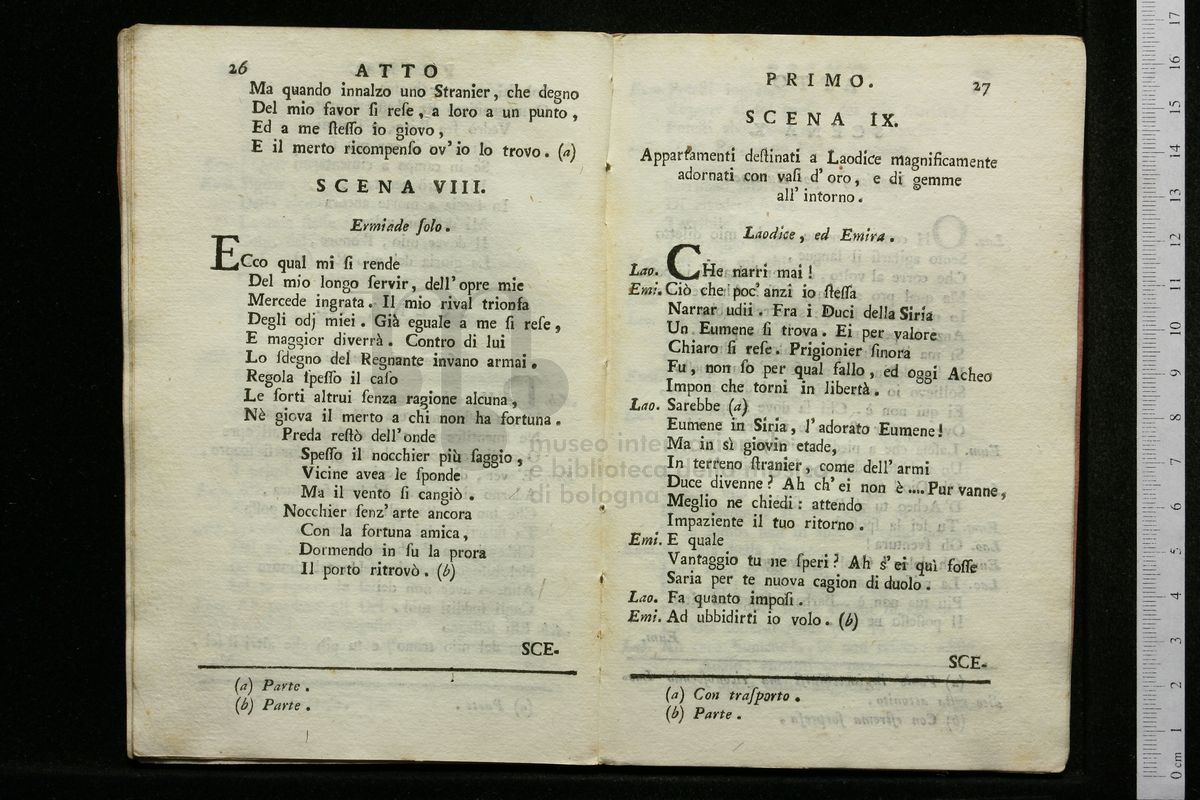 26
ATTO
Ma quando innalzo uno Stranier, che degno
Del mio favor ſi reſe, a loro a un punto,
Ed a me ſteſſo io giovo,
E il merto ricompenſo ov' io lo trovo. (a)
SCENA VIII.
Ermiade ſolo.
ECco qual mi ſi rende
Del mio longo ſervir, dell' opre mie
Mercede ingrata. Il mio rival trionfa
Degli odj miei. Già eguale a me ſi reſe,
E maggior diverrà. Contro di lui
Lo ſdegno del Regnante invano armai.
Regola ſpeſſo il caſo
Le ſorti altrui ſenza ragione alcuna,
Nè giova il merto a chi non ha fortuna.
Preda reſtò dell' onde
Speſſo il nocchier più ſaggio,
Vicine avea le ſponde
Ma il vento ſi cangiò.
Nocchier ſenz' arte ancora
Con la fortuna amica,
Dormendo in ſu la prora
Il porto ritrovò. (b)
SCE-
(a) Parte.
(b) Parte.
PRIMO.
27
SCENA IX.
Appartamenti deſtinati a Laodice magnificamente
adornati con vaſi d' oro, e di gemme
all' intorno.
Laodice, ed Emira.
Lao. CHe narri mai!
Emi. Ciò che poc' anzi io ſteſſa
Narrar udii. Fra i Duci della Siria
Un Eumene ſi trova. Ei per valore
Chiaro ſi reſe. Prigionier ſinora
Fu, non ſo per qual fallo, ed oggi Acheo
Impon che torni in libertà.
Lao. Sarebbe (a)
Eumene in Siria, l' adorato Eumene!
Ma in sì giovin etade,
In terreno ſtranier, come dell' armi
Duce divenne? Ah ch' ei non è .... Pur vanne,
Meglio ne chiedi: attendo
Impaziente il tuo ritorno.
Emi. E quale
Vantaggio tu ne ſperi? Ah s' ei quì foſſe
Saria per te nuova cagion di duolo.
Lao. Fa quanto impoſi.
Emi. Ad ubbidirti io volo. (b)
SCE-
(a) Con traſporto.
(b) Parte.
museo internazionale
e biblioteca della musica
di bologna